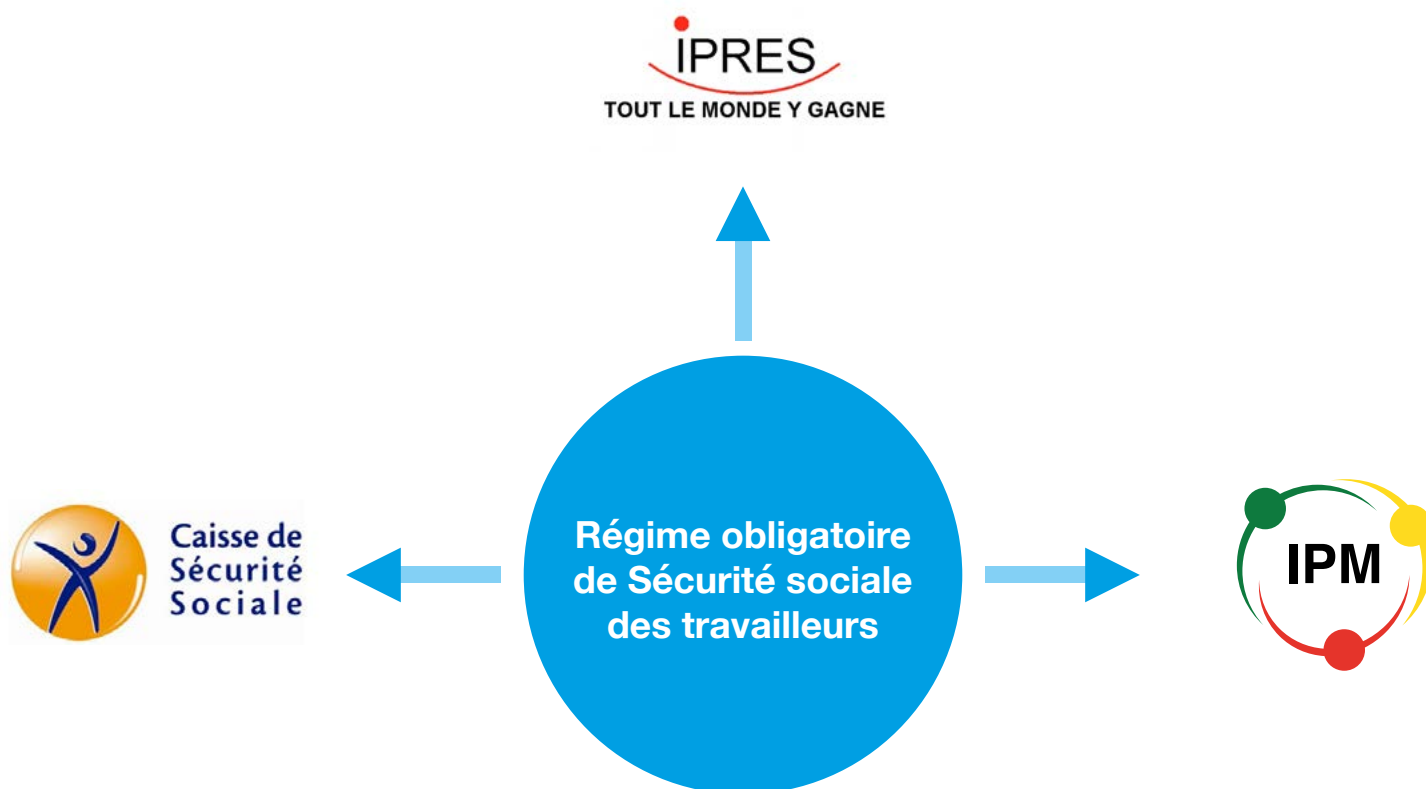 iPRES
TOUT LE MONDE Y GAGNE
Caisse de
Sécurité
Sociale
Régime obligatoire
de Sécurité sociale
des travailleurs
IPM